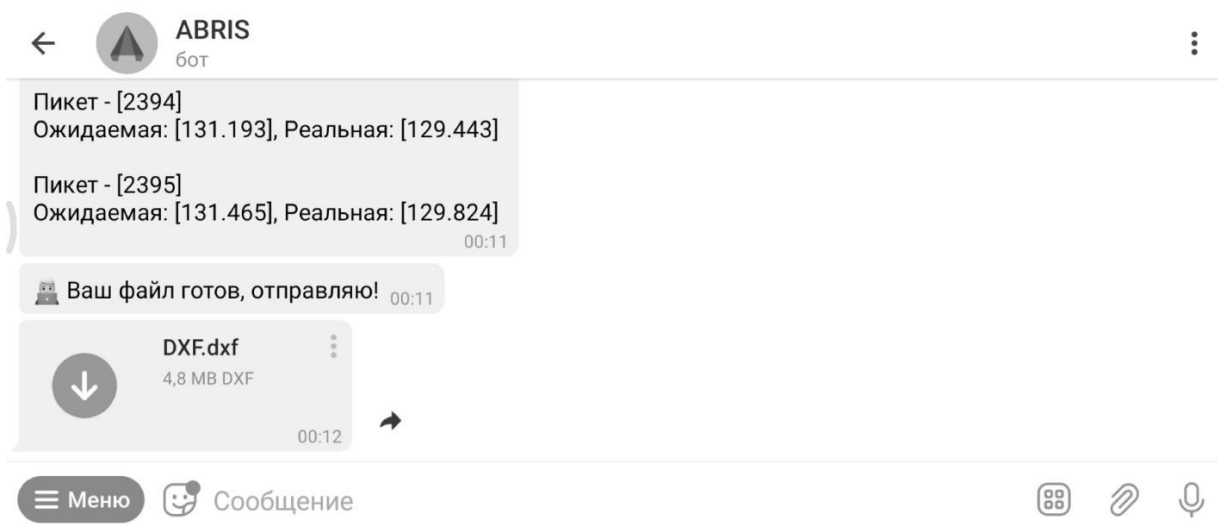 ABRIS
бот
Пикет - [2394]
Ожидаемая: [131.193], Реальная: [129.443]
Пикет - [2395]
Ожидаемая: [131.465], Реальная: [129.824]
00:11
Ваш файл готов, отправляю! 00:11
DXF.dxf
4,8 MB DXF
00:12
Меню
Сообщение